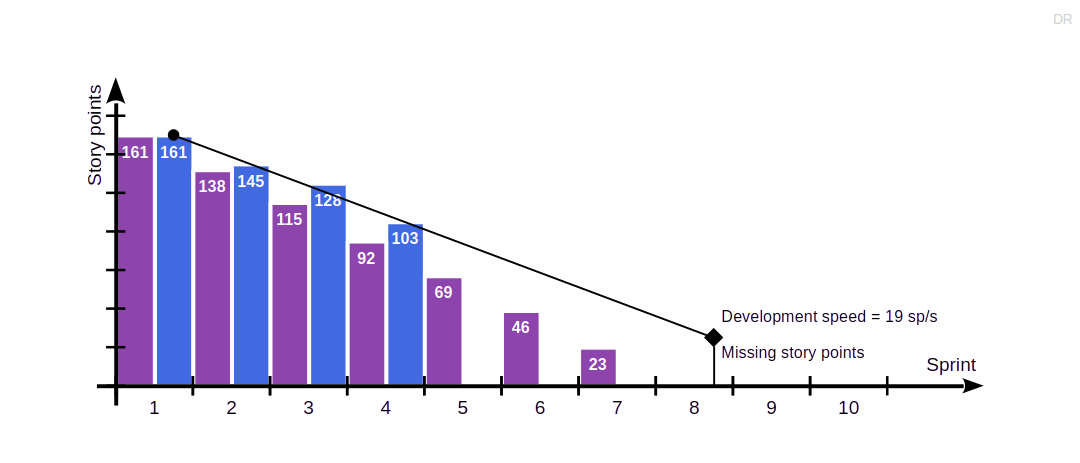 DR
Story points
161 161
138 145
115 128
92 103
69
46
23
Development speed = 19 sp/s
Missing story points
Sprint
1 2 3 4 5 6 7 8 9 10